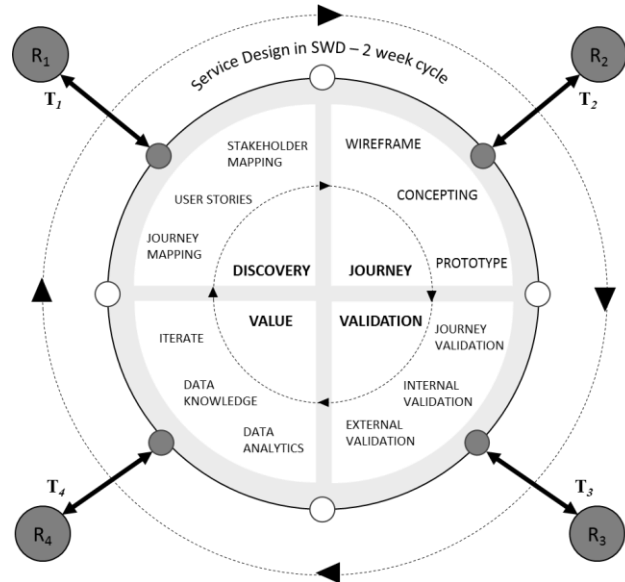 Service Design in SWD – 2 week cycle
R1
T1
R2
T2
STAKEHOLDER
MAPPING
USER STORIES
JOURNEY
MAPPING
DISCOVERY
WIREFRAME
CONCEPTING
PROTOTYPE
JOURNEY
VALUE
ITERATE
DATA
KNOWLEDGE
DATA
ANALYTICS
VALIDATION
JOURNEY
VALIDATION
INTERNAL
VALIDATION
EXTERNAL
VALIDATION
T4
R4
T3
R3